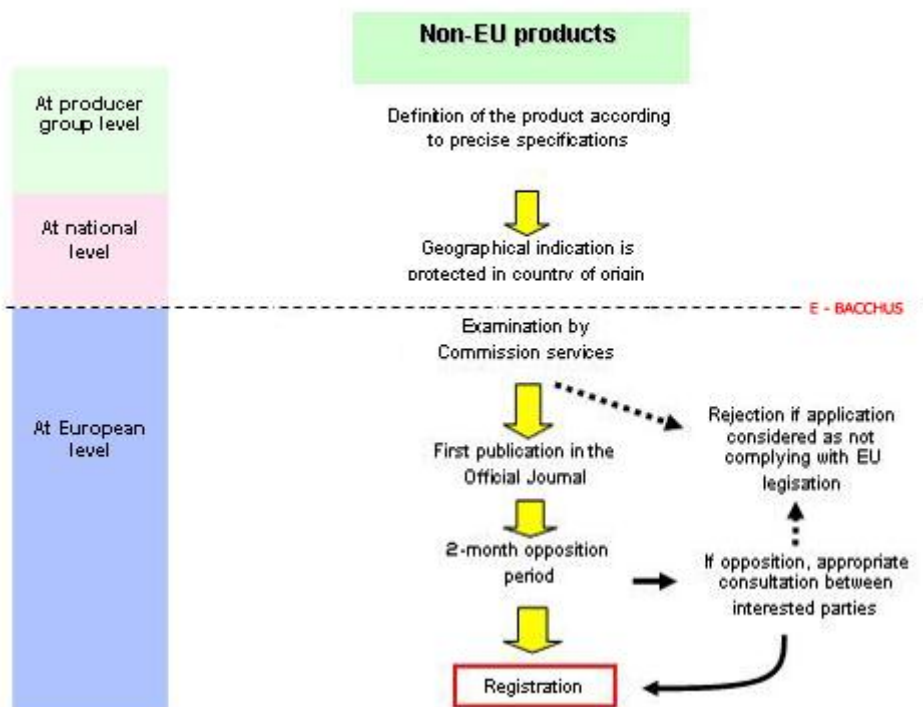 Non-EU products
At producer
group level
Definition of the product according
to precise specifications
At national
level
Geographical indication is
protected in country of origin
E - BACCHUS
Examination by
Commission services
At European
level
Rejection if application
considered as not
complying with EU
legisation
First publication in the
Official Journal
2-month opposition
period
If opposition, appropriate
consultation between
interested parties
Registration